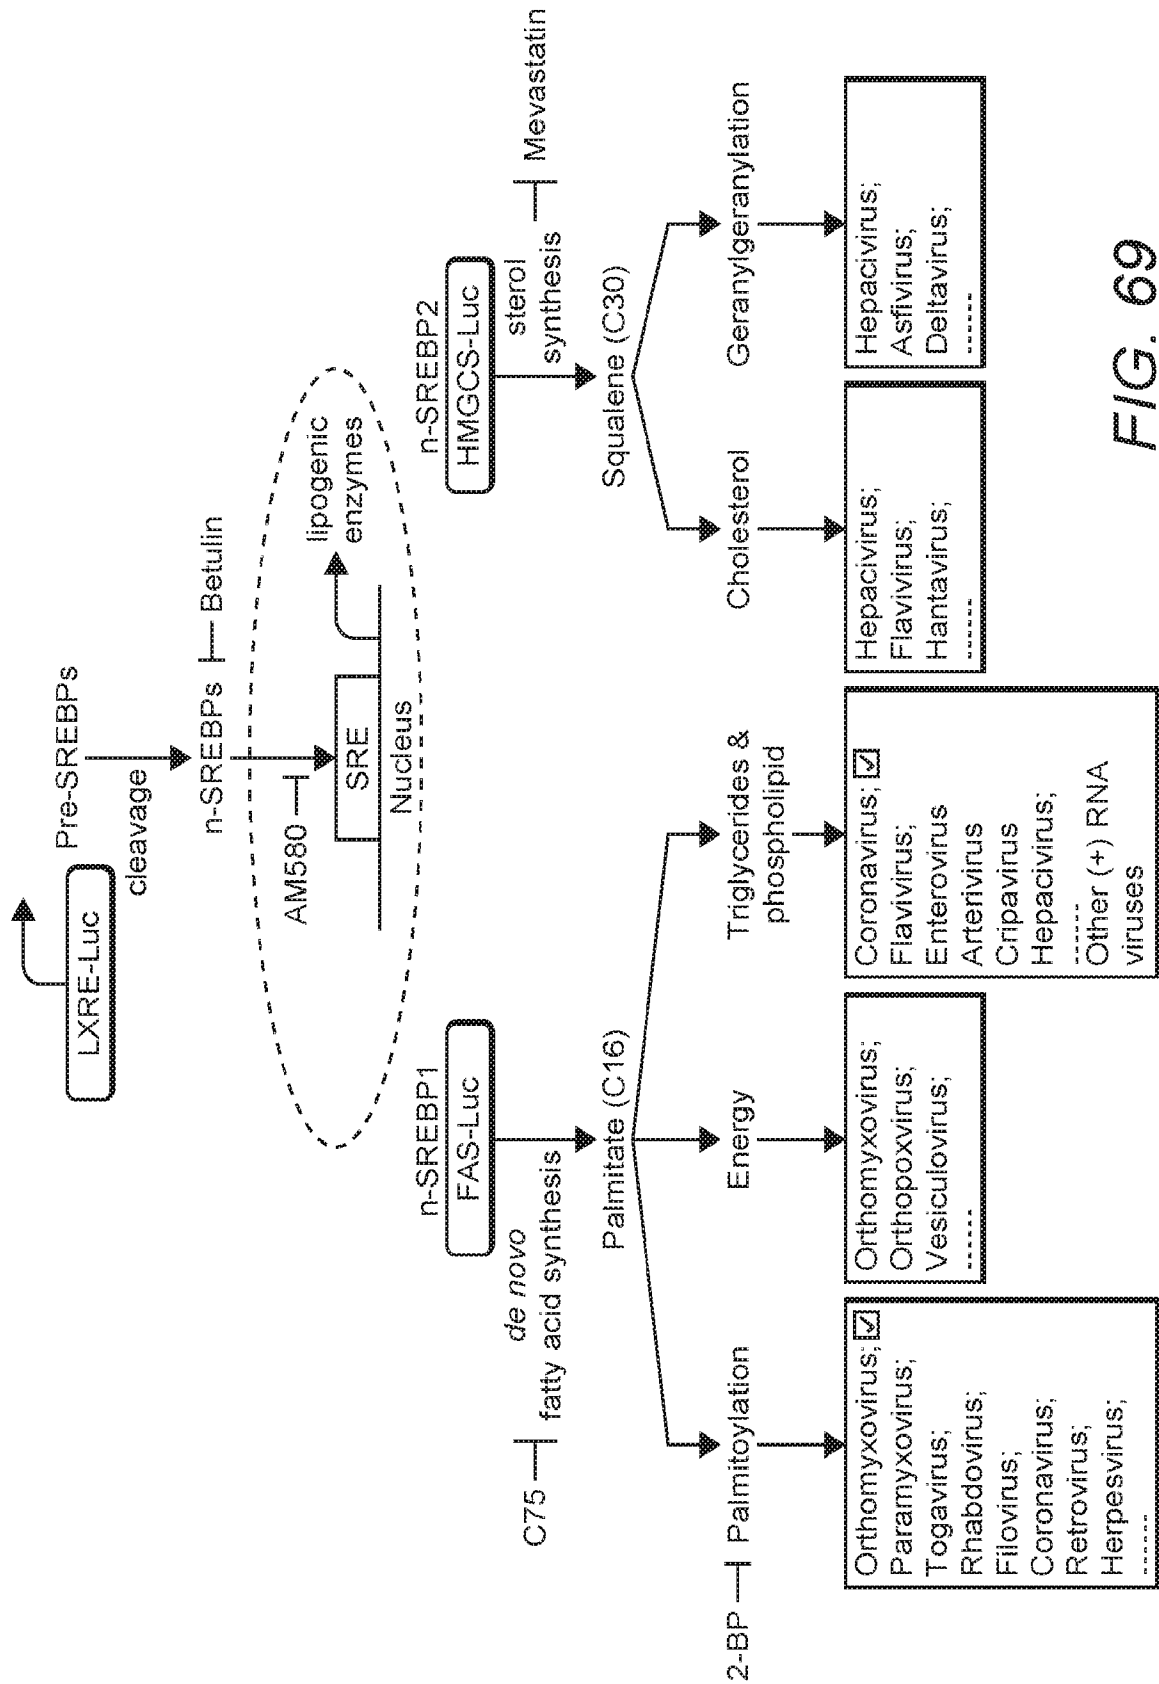 LXRE-Luc
Pre-SREBPs
cleavage
n-SREBPs
Betulin
AM580
SRE
lipogenic
enzymes
Nucleus
n-SREBP1
FAS-Luc
C75
de novo
fatty acid synthesis
Palmitate (C16)
n-SREBP2
HMGCS-Luc
sterol
synthesis
Mevastatin
Squalene (C30)
2-BP
Palmitoylation
Energy
Triglycerides &
phospholipid
Cholesterol
Geranylgeranylation
Orthomyxovirus; ☑
Paramyxovirus;
Togavirus;
Rhabdovirus;
Filovirus;
Coronavirus;
Retrovirus;
Herpesvirus;
......
Orthomyxovirus;
Orthopoxvirus;
Vesiculovirus;
......
Coronavirus; ☑
Flavivirus;
Enterovirus
Arterivirus
Cripavirus
Hepacivirus;
......
Other (+) RNA
viruses
Hepacivirus;
Flavivirus;
Hantavirus;
......
Hepacivirus;
Asfivirus;
Deltavirus;
......
FIG. 69